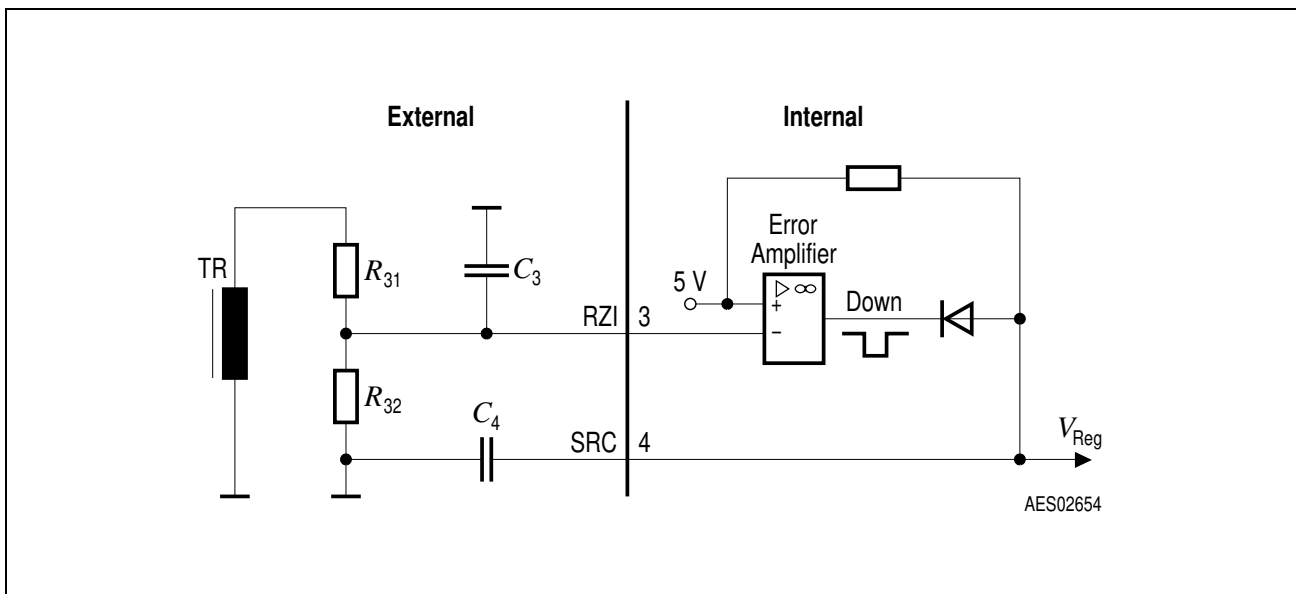 External
Internal
Error
Amplifier
TR
R31
C3
5 V
+
−
▷ ∞
Down
RZI
3
R32
C4
SRC
4
VReg
AES02654